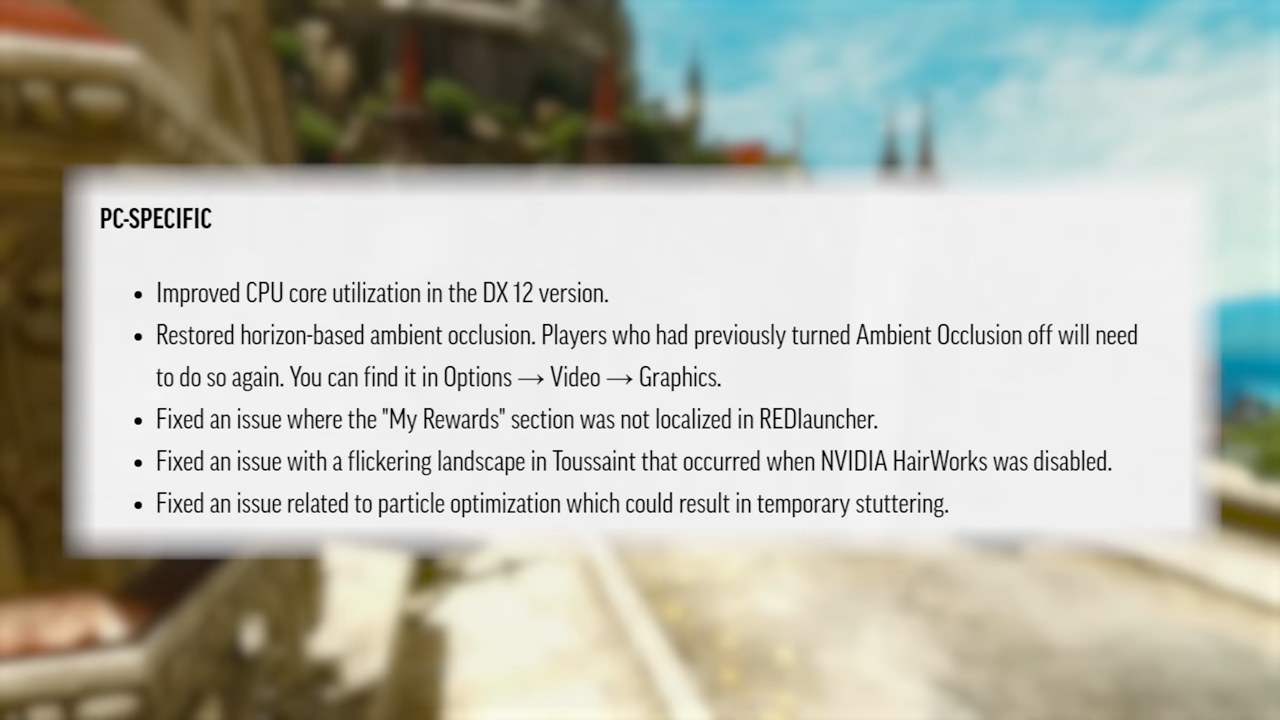 PC-SPECIFIC
• Improved CPU core utilization in the DX 12 version.
• Restored horizon-based ambient occlusion. Players who had previously turned Ambient Occlusion off will need
to do so again. You can find it in Options → Video → Graphics.
• Fixed an issue where the "My Rewards" section was not localized in REDlauncher.
• Fixed an issue with a flickering landscape in Toussaint that occurred when NVIDIA HairWorks was disabled.
• Fixed an issue related to particle optimization which could result in temporary stuttering.